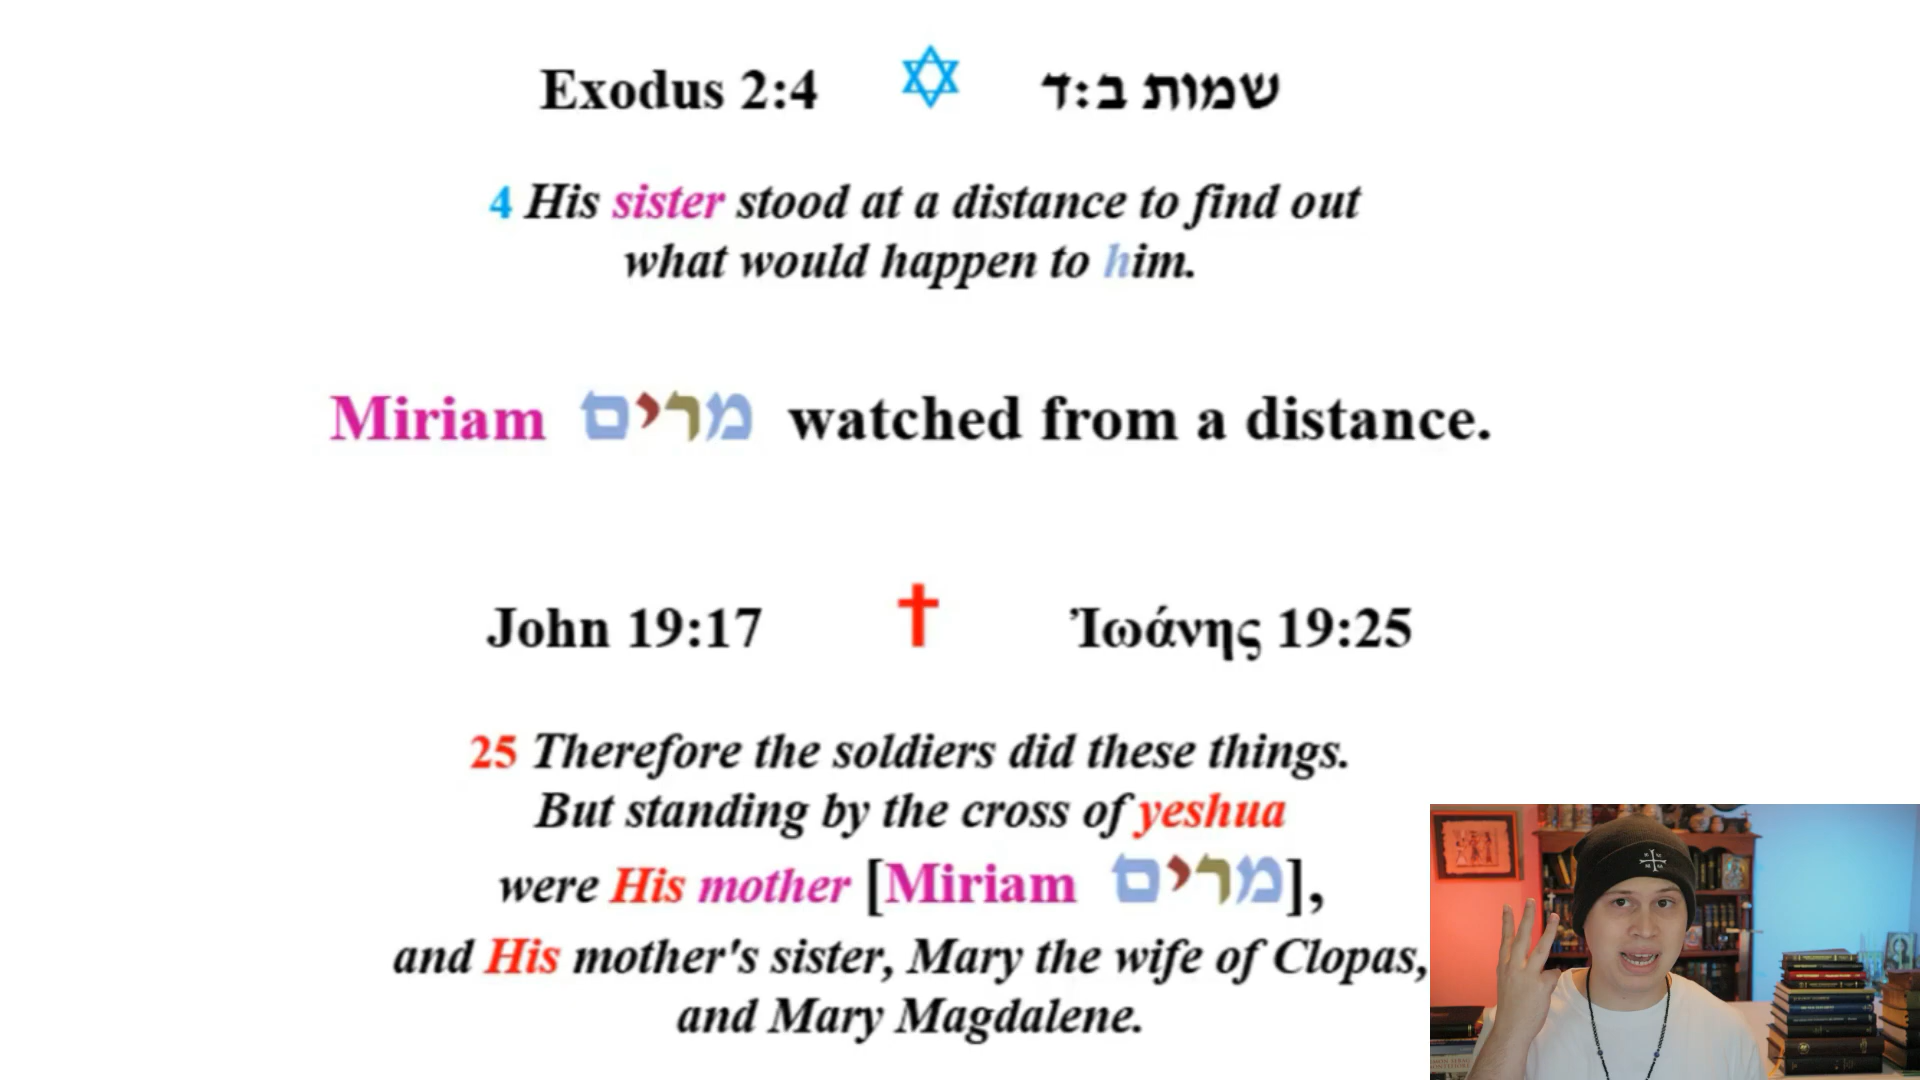 Exodus 2:4 ✡ שמות ב:ד
4 His sister stood at a distance to find out
what would happen to him.
Miriam מרים watched from a distance.
John 19:17 ✝ Ἰωάνης 19:25
25 Therefore the soldiers did these things.
But standing by the cross of yeshua
were His mother [Miriam מרים],
and His mother's sister, Mary the wife of Clopas,
and Mary Magdalene.